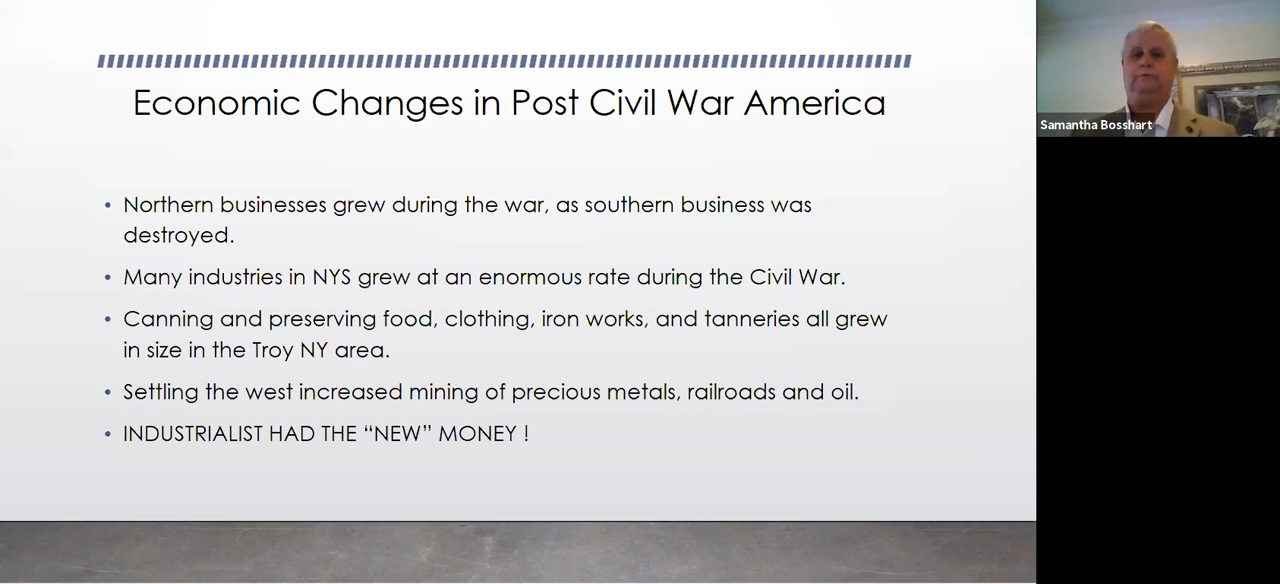 Economic Changes in Post Civil War America
• Northern businesses grew during the war, as southern business was
destroyed.
• Many industries in NYS grew at an enormous rate during the Civil War.
• Canning and preserving food, clothing, iron works, and tanneries all grew
in size in the Troy NY area.
• Settling the west increased mining of precious metals, railroads and oil.
• INDUSTRIALIST HAD THE “NEW” MONEY !
Samantha Bosshart